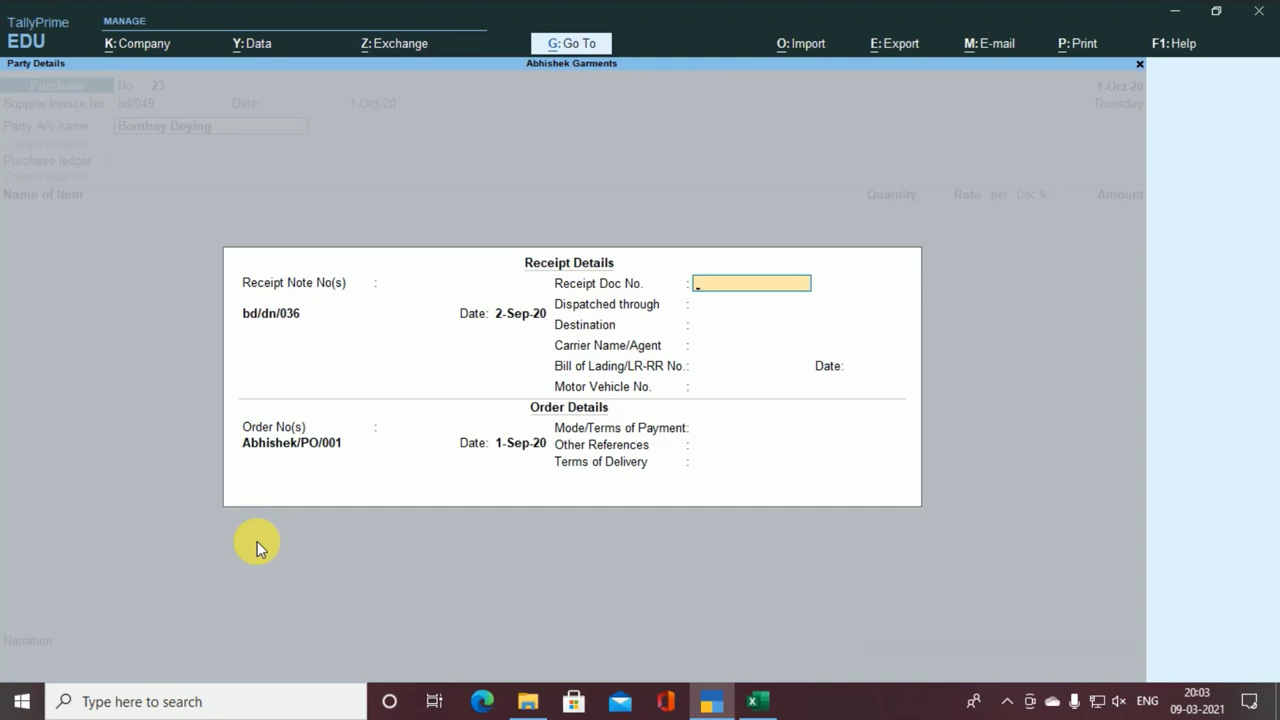 TallyPrime
EDU
MANAGE
K: Company
Y: Data
Z: Exchange
G: Go To
O: Import
E: Export
M: E-mail
P: Print
F1: Help
Party Details
Abhishek Garments
Purchase No. 23
1-Oct-20
Supplier Invoice No. bd/049 Date: 1-Oct-20
Thursday
Party A/c name Bombay Deying
Current balance
Purchase ledger :
Current balance
Name of Item Quantity Rate per Disc % Amount
Receipt Details
Receipt Note No(s) :
Receipt Doc No. :
Dispatched through :
bd/dn/036 Date: 2-Sep-20
Destination :
Carrier Name/Agent :
Bill of Lading/LR-RR No. : Date:
Motor Vehicle No. :
Order Details
Order No(s) :
Mode/Terms of Payment:
Abhishek/PO/001 Date: 1-Sep-20
Other References :
Terms of Delivery :
Narration:
Type here to search
ENG
20:03
09-03-2021